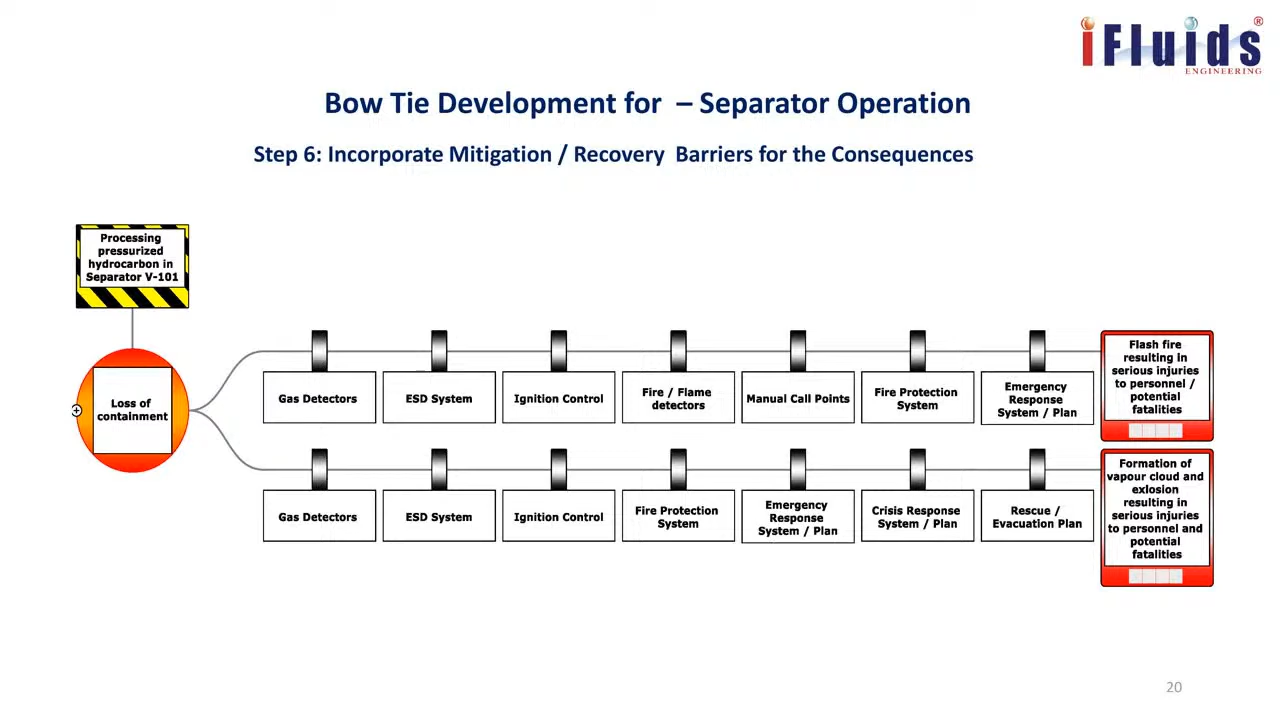 iFluids®
ENGINEERING
Bow Tie Development for – Separator Operation
Step 6: Incorporate Mitigation / Recovery Barriers for the Consequences
Processing
pressurized
hydrocarbon in
Separator V-101
Loss of
containment
Gas Detectors
ESD System
Ignition Control
Fire / Flame
detectors
Manual Call Points
Fire Protection
System
Emergency
Response
System / Plan
Flash fire
resulting in
serious injuries
to personnel /
potential
fatalities
Gas Detectors
ESD System
Ignition Control
Fire Protection
System
Emergency
Response
System / Plan
Crisis Response
System / Plan
Rescue /
Evacuation Plan
Formation of
vapour cloud and
exlosion
resulting in
serious injuries
to personnel and
potential
fatalities
20